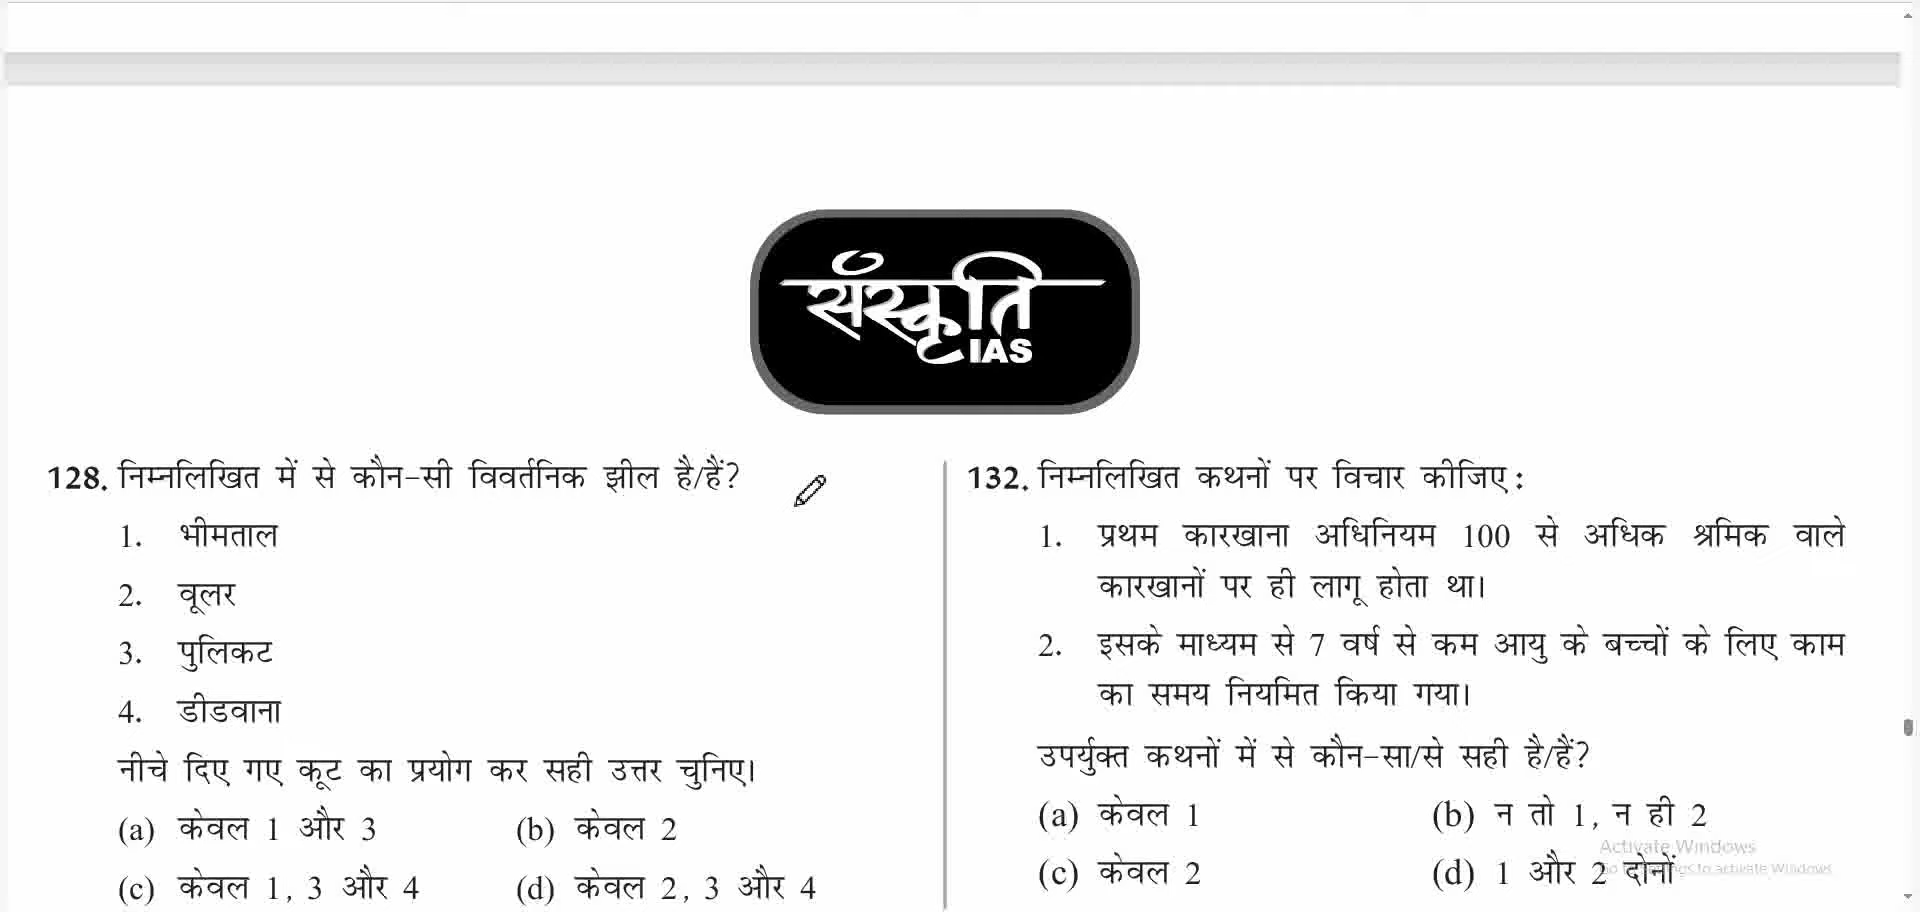 संस्कृति
IAS
128. निम्नलिखित में से कौन-सी विवर्तनिक झील है/हैं?
1. भीमताल
2. वूलर
3. पुलिकट
4. डीडवाना
नीचे दिए गए कूट का प्रयोग कर सही उत्तर चुनिए।
(a) केवल 1 और 3 (b) केवल 2
(c) केवल 1, 3 और 4 (d) केवल 2, 3 और 4
132. निम्नलिखित कथनों पर विचार कीजिए:
1. प्रथम कारखाना अधिनियम 100 से अधिक श्रमिक वाले
कारखानों पर ही लागू होता था।
2. इसके माध्यम से 7 वर्ष से कम आयु के बच्चों के लिए काम
का समय नियमित किया गया।
उपर्युक्त कथनों में से कौन-सा/से सही है/हैं?
(a) केवल 1 (b) न तो 1, न ही 2
(c) केवल 2 (d) 1 और 2 दोनों
Activate Windows
to activate Windows